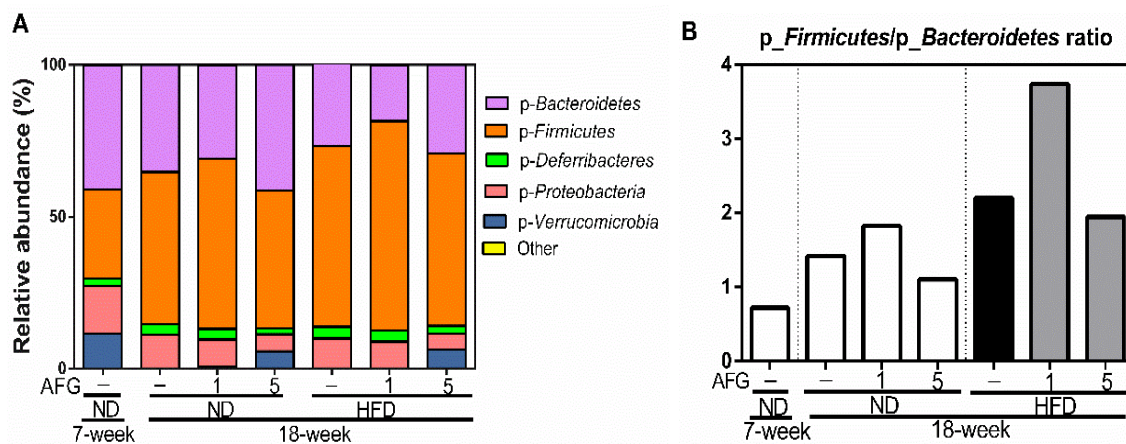 A
Relative abundance (%)
100
50
0
p-Bacteroidetes
p-Firmicutes
p-Deferribacteres
p-Proteobacteria
p-Verrucomicrobia
Other
AFG – – 1 5 – 1 5
ND ND HFD
7-week 18-week
B
p_Firmicutes/p_Bacteroidetes ratio
4
3
2
1
0
AFG – – 1 5 – 1 5
ND ND HFD
7-week 18-week